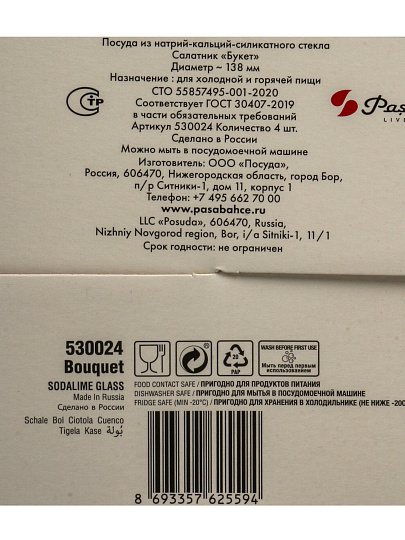 Посуда из натрий-кальций-силикатного стекла
Салатник «Букет»
Диаметр ~ 138 мм
Назначение : для холодной и горячей пищи
СТО 55857495-001-2020
Соответствует ГОСТ 30407-2019
в части обязательных требований
Артикул 530024 Количество 4 шт.
Сделано в России
Можно мыть в посудомоечной машине
Изготовитель: ООО «Посуда»,
Россия, 606470, Нижегородская область, город Бор,
п/р Ситники-1, дом 11, корпус 1
Телефон +7 495 662 70 00
www.pasabahce.ru
LLC «Posuda», 606470, Russia,
Nizhniy Novgorod region, Bor, i/a Sitniki-1, 11/1
Срок годности: не ограничен
СТР
Paş
LIVE
530024
Bouquet
SODALIME GLASS
Made In Russia
Сделано в России
Schale Bol Ciotola Cuenco
Tigela Kase بُولة
20
PAP
WASH BEFORE FIRST USE
Мыть перед первым
использованием
FOOD CONTACT SAFE / ПРИГОДНО ДЛЯ ПРОДУКТОВ ПИТАНИЯ
DISHWASHER SAFE / ПРИГОДНО ДЛЯ МЫТЬЯ В ПОСУДОМОЕЧНОЙ МАШИНЕ
FRIDGE SAFE (MIN -20°C) / ПРИГОДНО ДЛЯ ХРАНЕНИЯ В ХОЛОДИЛЬНИКЕ (НЕ НИЖЕ -20
8 693357 625594